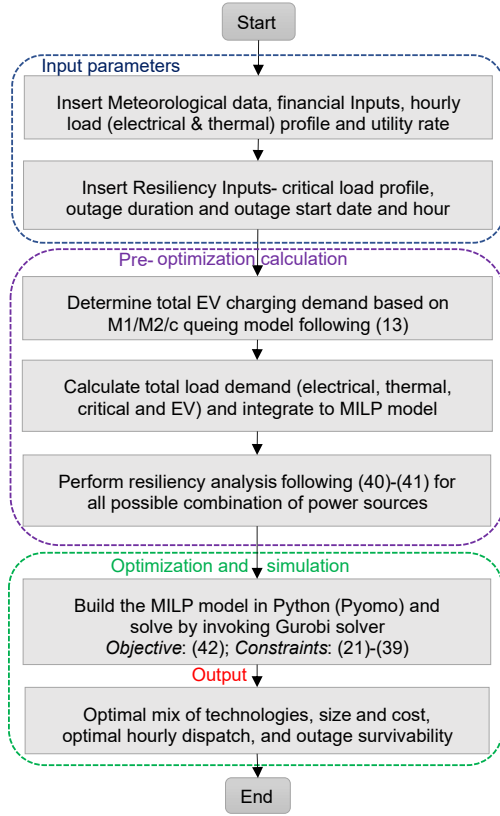 Start
Input parameters
Insert Meteorological data, financial Inputs, hourly
load (electrical & thermal) profile and utility rate
Insert Resiliency Inputs- critical load profile,
outage duration and outage start date and hour
Pre- optimization calculation
Determine total EV charging demand based on
M1/M2/c queing model following (13)
Calculate total load demand (electrical, thermal,
critical and EV) and integrate to MILP model
Perform resiliency analysis following (40)-(41) for
all possible combination of power sources
Optimization and simulation
Build the MILP model in Python (Pyomo) and
solve by invoking Gurobi solver
Objective: (42); Constraints: (21)-(39)
Output
Optimal mix of technologies, size and cost,
optimal hourly dispatch, and outage survivability
End